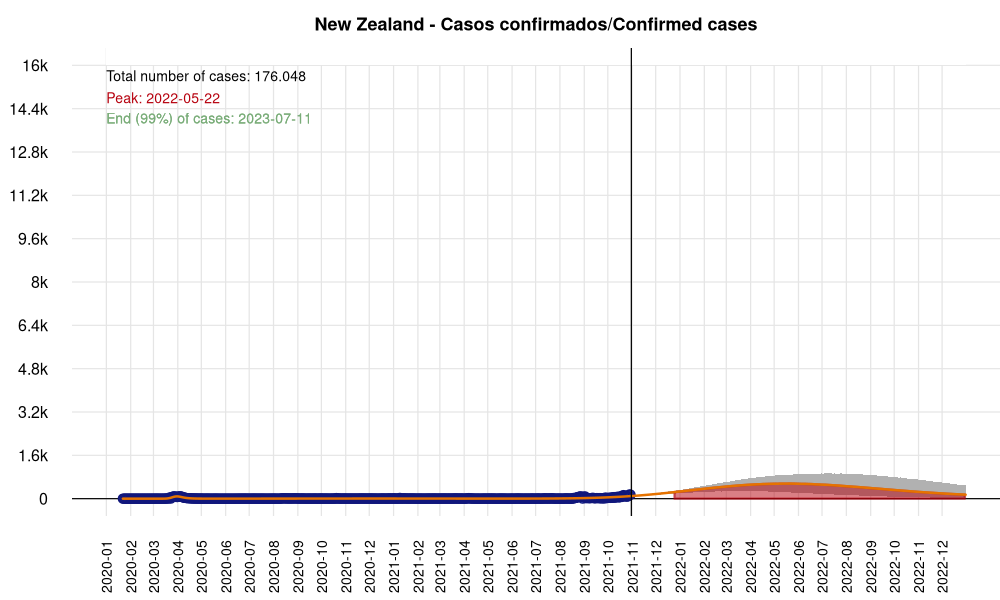 New Zealand - Casos confirmados/Confirmed cases
Total number of cases: 176.048
Peak: 2022-05-22
End (99%) of cases: 2023-07-11
16k
14.4k
12.8k
11.2k
9.6k
8k
6.4k
4.8k
3.2k
1.6k
0
2020-01
2020-02
2020-03
2020-04
2020-05
2020-06
2020-07
2020-08
2020-09
2020-10
2020-11
2020-12
2021-01
2021-02
2021-03
2021-04
2021-05
2021-06
2021-07
2021-08
2021-09
2021-10
2021-11
2021-12
2022-01
2022-02
2022-03
2022-04
2022-05
2022-06
2022-07
2022-08
2022-09
2022-10
2022-11
2022-12